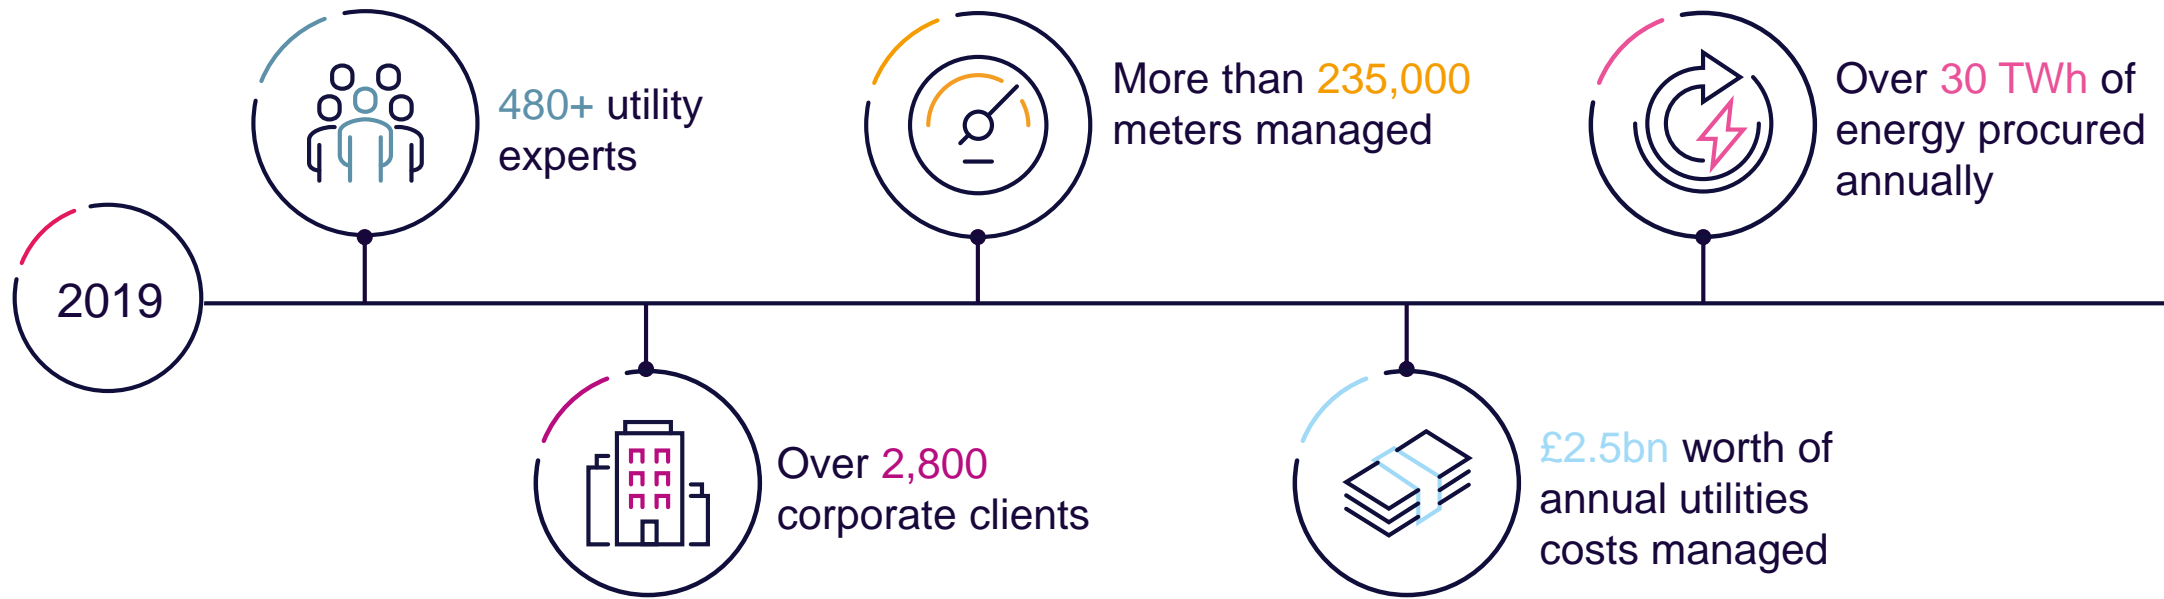 2019
480+ utility
experts
Over 2,800
corporate clients
More than 235,000
meters managed
£2.5bn worth of
annual utilities
costs managed
Over 30 TWh of
energy procured
annually